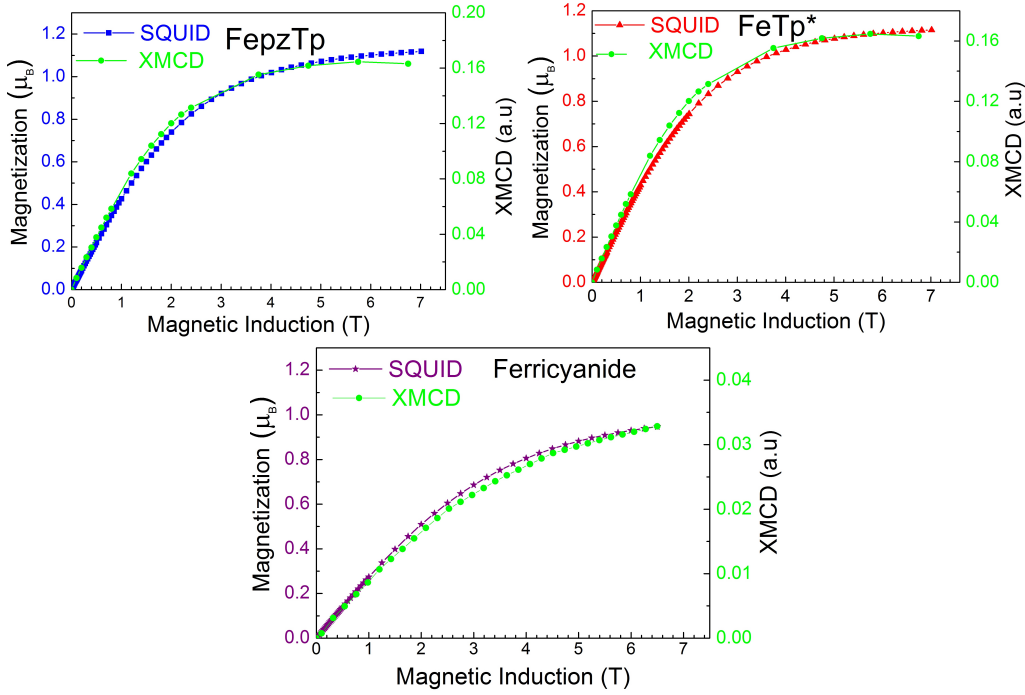 FepzTp
SQUID
XMCD
Magnetization (μB)
1.2
1.0
0.8
0.6
0.4
0.2
0.0
XMCD (a.u)
0.20
0.16
0.12
0.08
0.04
0.00
0 1 2 3 4 5 6 7
Magnetic Induction (T)
FeTp*
SQUID
XMCD
Magnetization (μB)
1.2
1.0
0.8
0.6
0.4
0.2
0.0
XMCD (a.u)
0.16
0.12
0.08
0.04
0.00
0 1 2 3 4 5 6 7
Magnetic Induction (T)
Ferricyanide
SQUID
XMCD
Magnetization (μB)
1.2
1.0
0.8
0.6
0.4
0.2
0.0
XMCD (a.u)
0.04
0.03
0.02
0.01
0.00
0 1 2 3 4 5 6 7
Magnetic Induction (T)